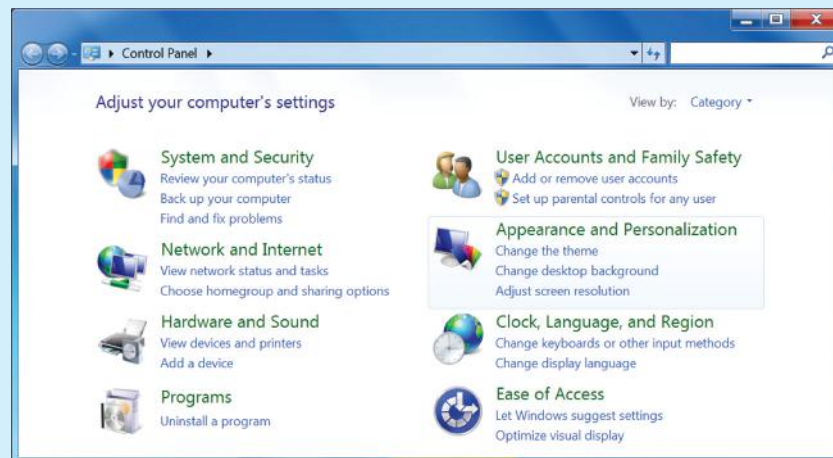 Control Panel
Adjust your computer's settings
View by: Category
System and Security
Review your computer's status
Back up your computer
Find and fix problems
Network and Internet
View network status and tasks
Choose homegroup and sharing options
Hardware and Sound
View devices and printers
Add a device
Programs
Uninstall a program
User Accounts and Family Safety
Add or remove user accounts
Set up parental controls for any user
Appearance and Personalization
Change the theme
Change desktop background
Adjust screen resolution
Clock, Language, and Region
Change keyboards or other input methods
Change display language
Ease of Access
Let Windows suggest settings
Optimize visual display